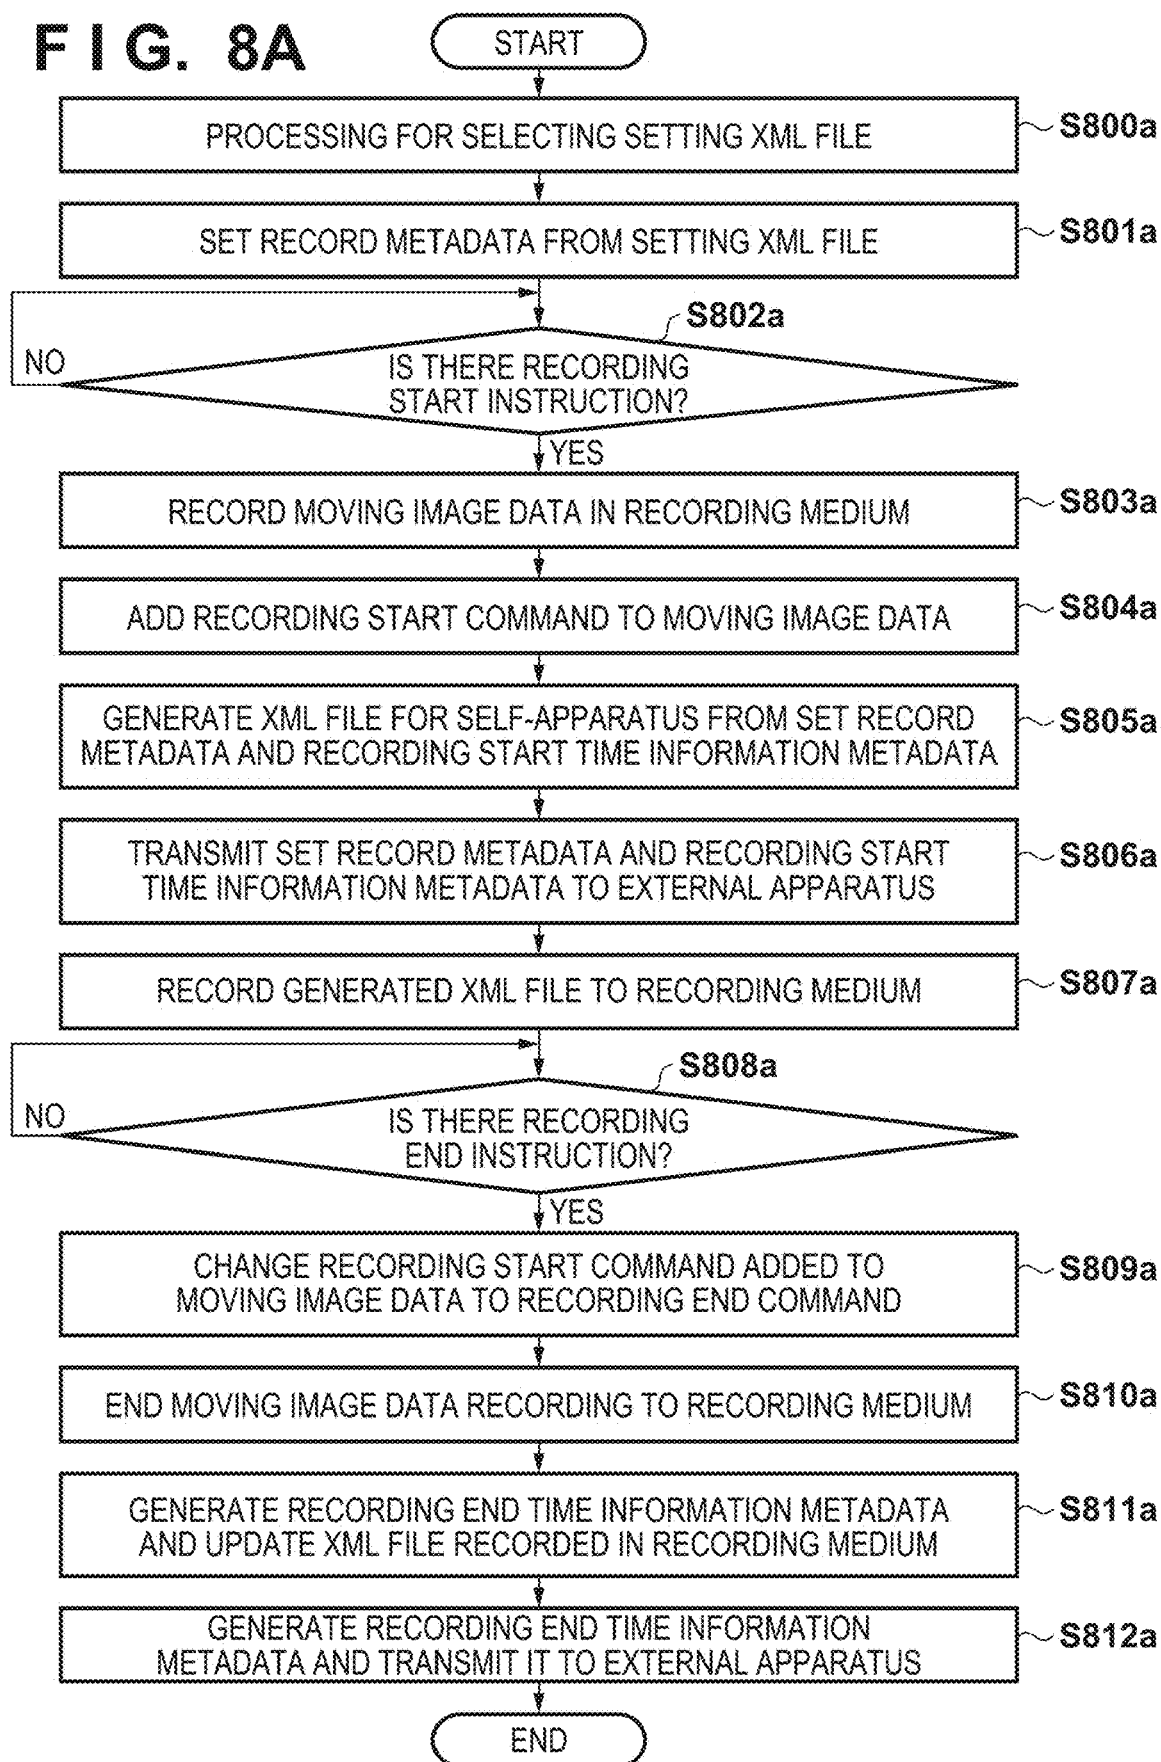 FIG. 8A
START
PROCESSING FOR SELECTING SETTING XML FILE
S800a
SET RECORD METADATA FROM SETTING XML FILE
S801a
S802a
NO
IS THERE RECORDING
START INSTRUCTION?
YES
RECORD MOVING IMAGE DATA IN RECORDING MEDIUM
S803a
ADD RECORDING START COMMAND TO MOVING IMAGE DATA
S804a
GENERATE XML FILE FOR SELF-APPARATUS FROM SET RECORD
METADATA AND RECORDING START TIME INFORMATION METADATA
S805a
TRANSMIT SET RECORD METADATA AND RECORDING START
TIME INFORMATION METADATA TO EXTERNAL APPARATUS
S806a
RECORD GENERATED XML FILE TO RECORDING MEDIUM
S807a
S808a
NO
IS THERE RECORDING
END INSTRUCTION?
YES
CHANGE RECORDING START COMMAND ADDED TO
MOVING IMAGE DATA TO RECORDING END COMMAND
S809a
END MOVING IMAGE DATA RECORDING TO RECORDING MEDIUM
S810a
GENERATE RECORDING END TIME INFORMATION METADATA
AND UPDATE XML FILE RECORDED IN RECORDING MEDIUM
S811a
GENERATE RECORDING END TIME INFORMATION
METADATA AND TRANSMIT IT TO EXTERNAL APPARATUS
S812a
END